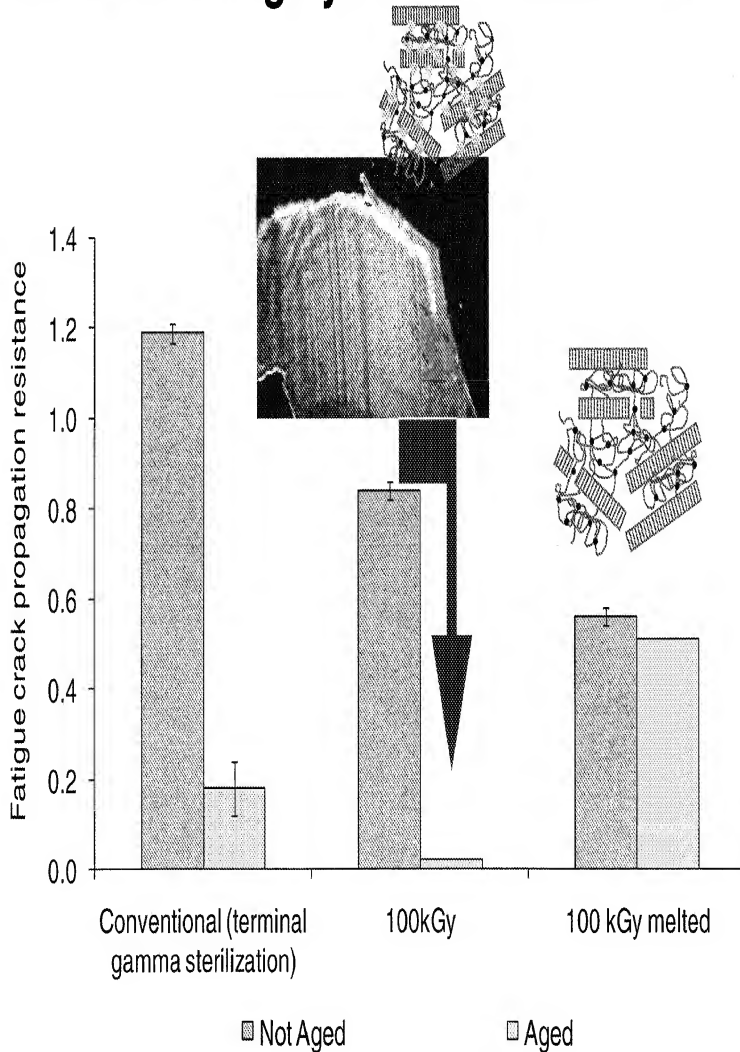 1.4
1.2
1.0
0.8
0.6
0.4
0.2
0.0
Fatigue crack propagation resistance
Conventional (terminal
gamma sterilization)
100kGy
100 kGy melted
Not Aged
Aged